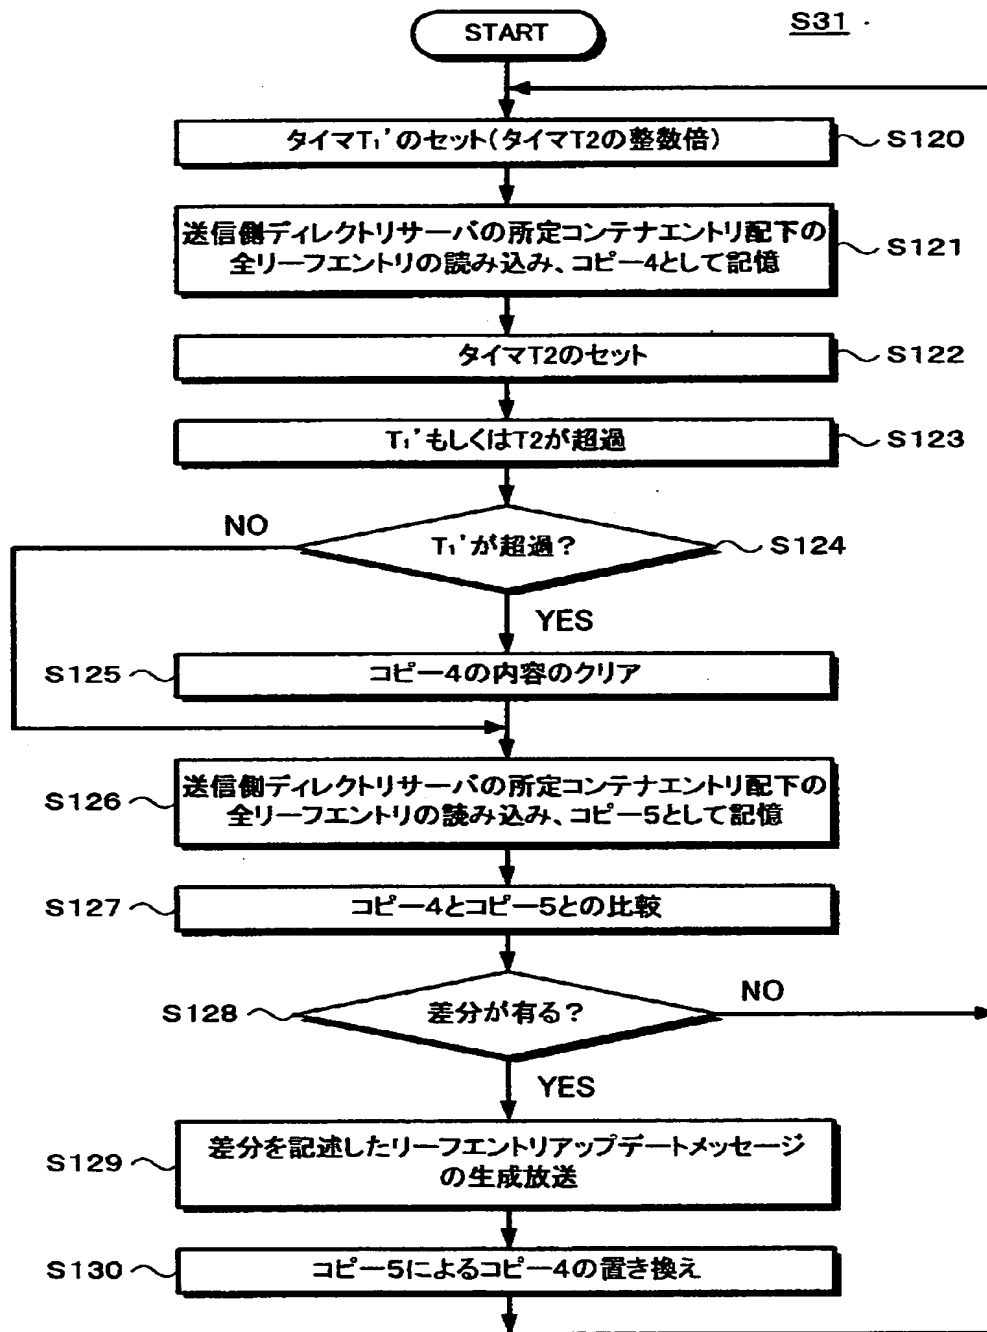 S31
START
タイマT₁'のセット(タイマT2の整数倍)
S120
送信側ディレクトリサーバの所定コンテナエントリ配下の
全リーフエントリの読み込み、コピー4として記憶
S121
タイマT2のセット
S122
T₁'もしくはT2が超過
S123
NO
T₁'が超過?
S124
YES
S125
コピー4の内容のクリア
S126
送信側ディレクトリサーバの所定コンテナエントリ配下の
全リーフエントリの読み込み、コピー5として記憶
S127
コピー4とコピー5との比較
S128
差分が有る?
NO
YES
S129
差分を記述したリーフエントリアップデートメッセージ
の生成放送
S130
コピー5によるコピー4の置き換え